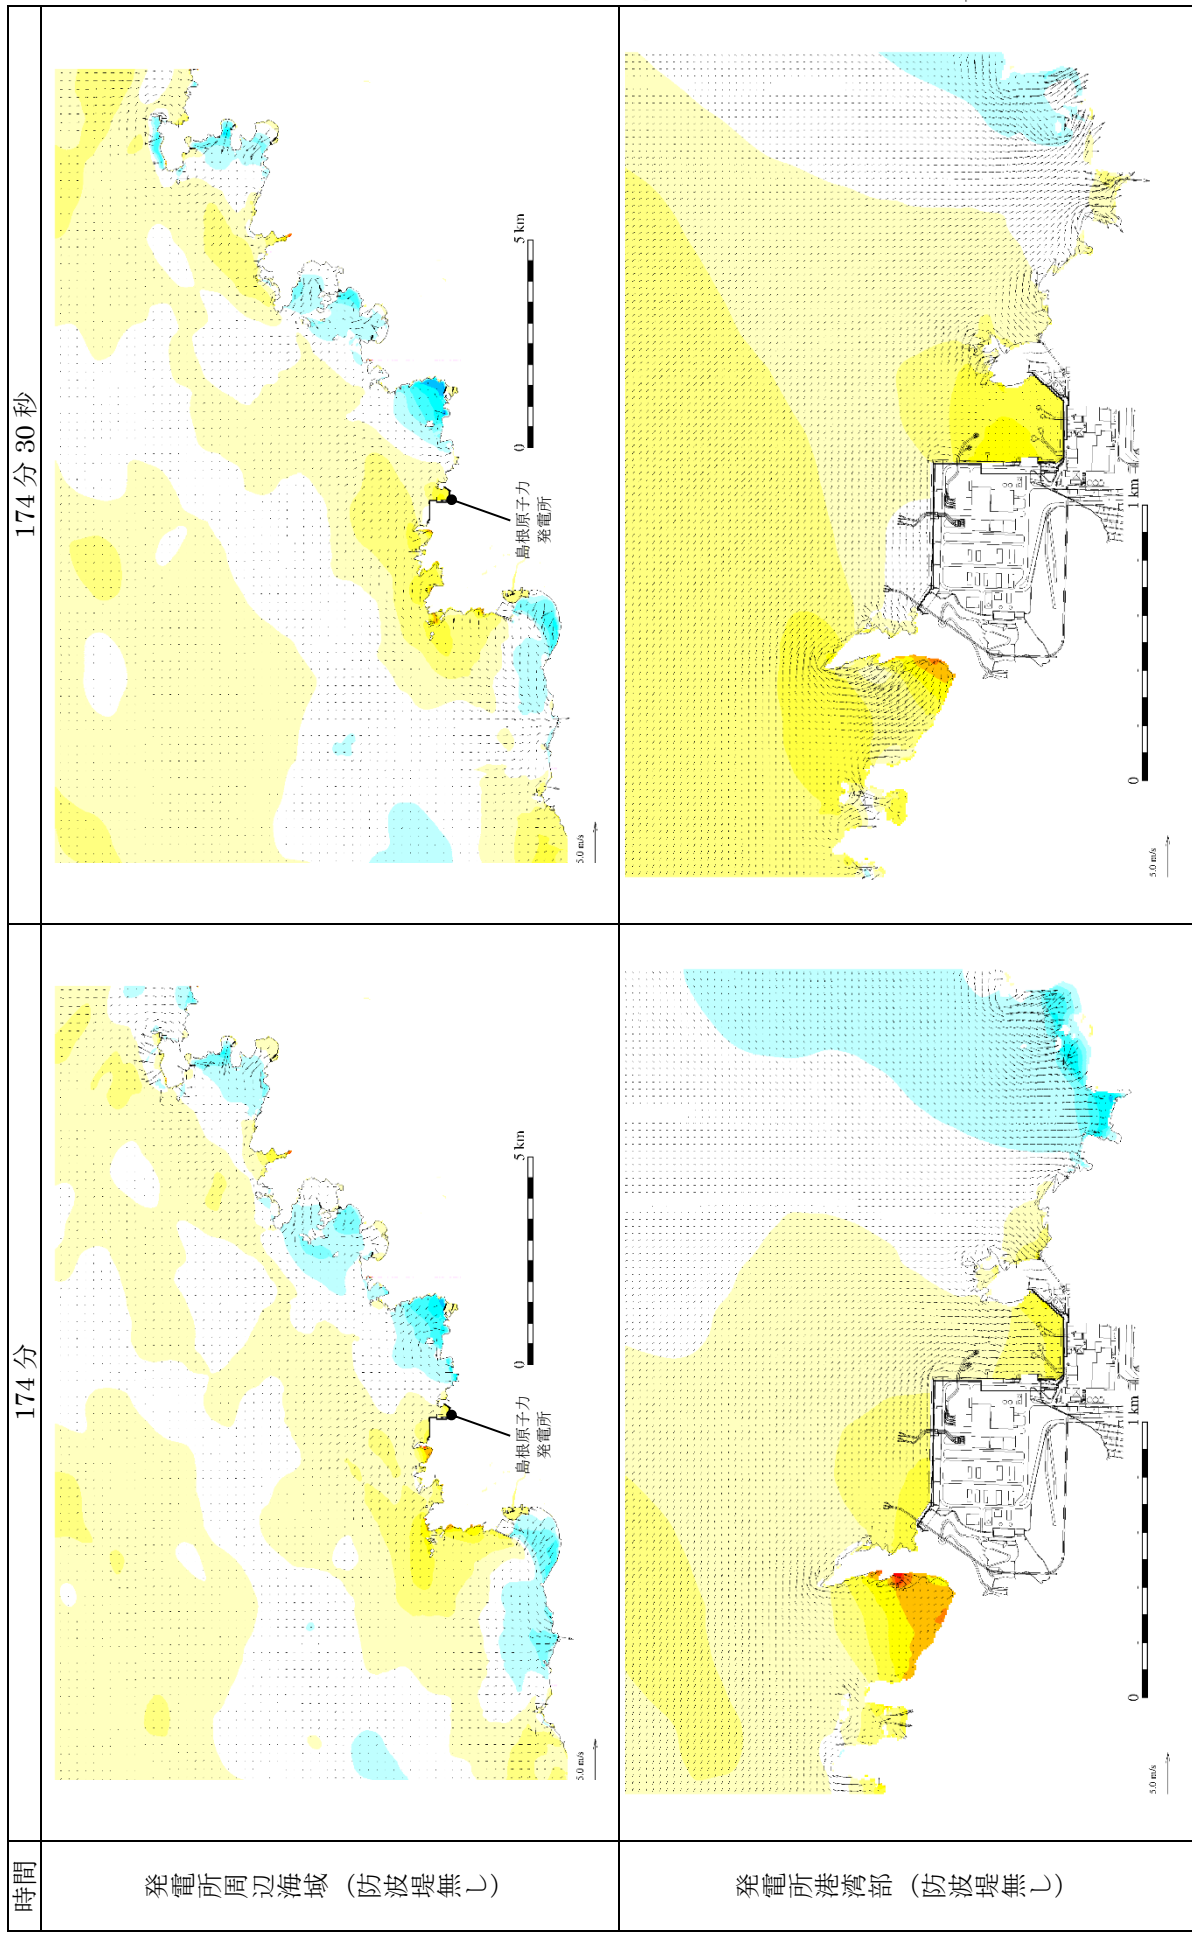 時間
174分
174分30秒
発電所周辺海域（防波堤無し）
島根原子力
発電所
0
5 km
5.0 m/s
島根原子力
発電所
0
5 km
5.0 m/s
発電所港湾部（防波堤無し）
0
1 km
5.0 m/s
0
1 km
5.0 m/s